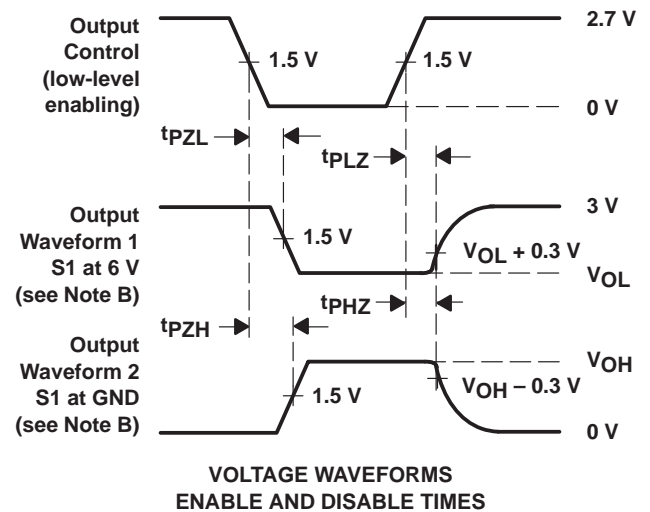 Output
Control
(low-level
enabling)
1.5 V
1.5 V
2.7 V
0 V
tPZL
tPLZ
Output
Waveform 1
S1 at 6 V
(see Note B)
1.5 V
3 V
VOL + 0.3 V
VOL
tPZH
tPHZ
Output
Waveform 2
S1 at GND
(see Note B)
1.5 V
VOH
VOH – 0.3 V
0 V
VOLTAGE WAVEFORMS
ENABLE AND DISABLE TIMES